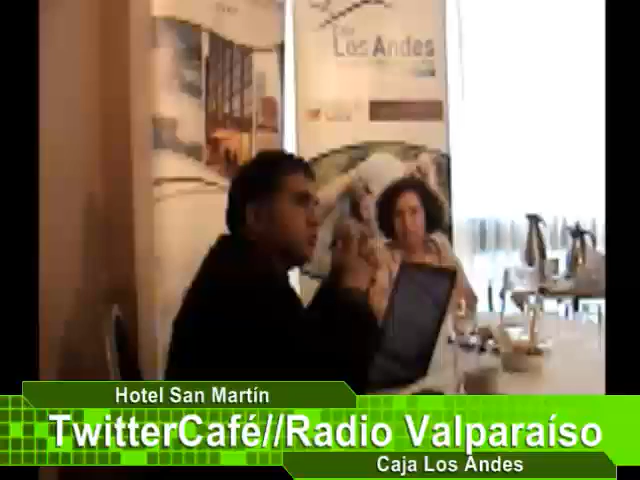 Los Andes
Hotel San Martín
TwitterCafé//Radio Valparaíso
Caja Los Andes